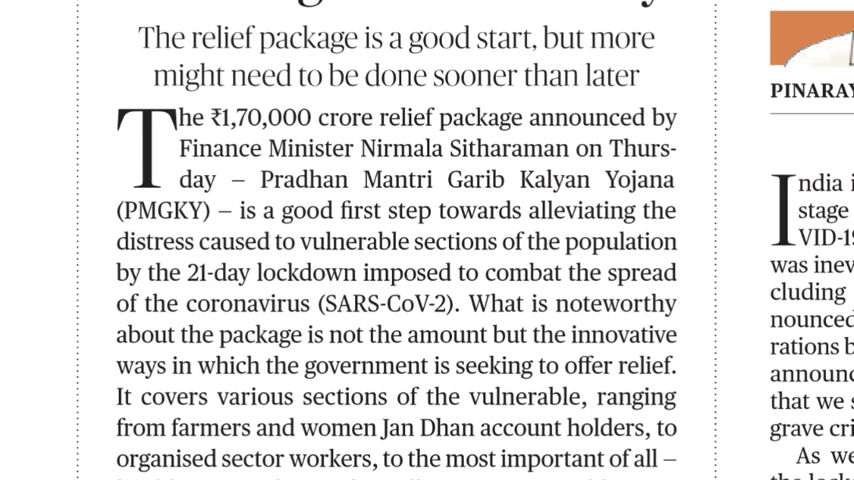 The relief package is a good start, but more
might need to be done sooner than later
The ₹1,70,000 crore relief package announced by
Finance Minister Nirmala Sitharaman on Thurs-
day – Pradhan Mantri Garib Kalyan Yojana
(PMGKY) – is a good first step towards alleviating the
distress caused to vulnerable sections of the population
by the 21-day lockdown imposed to combat the spread
of the coronavirus (SARS-CoV-2). What is noteworthy
about the package is not the amount but the innovative
ways in which the government is seeking to offer relief.
It covers various sections of the vulnerable, ranging
from farmers and women Jan Dhan account holders, to
organised sector workers, to the most important of all –
PINARAY
India i
stage
VID-19
was inev
cluding
nounced
rations b
announc
that we s
grave cri
As we